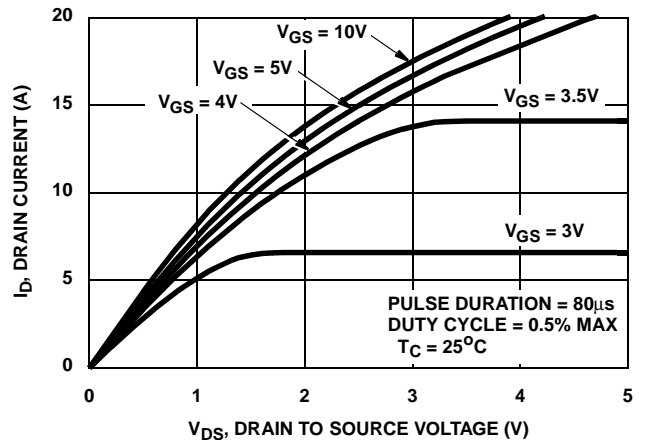 20
15
10
5
0
I_D, DRAIN CURRENT (A)
V_GS = 10V
V_GS = 5V
V_GS = 4V
V_GS = 3.5V
V_GS = 3V
PULSE DURATION = 80μs
DUTY CYCLE = 0.5% MAX
T_C = 25°C
0 1 2 3 4 5
V_DS, DRAIN TO SOURCE VOLTAGE (V)